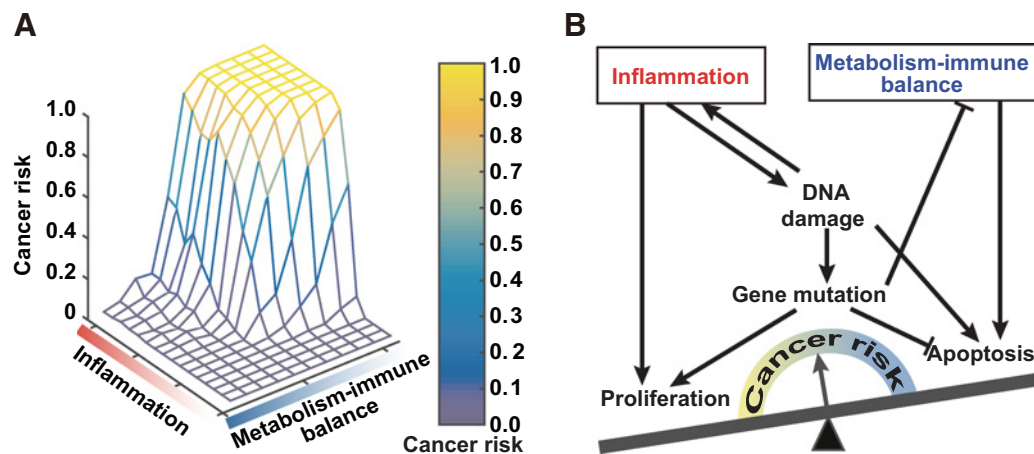 A
1.0
0.8
0.6
0.4
0.2
0
Cancer risk
Inflammation
Metabolism-immune
balance
1.0
0.9
0.8
0.7
0.6
0.5
0.4
0.3
0.2
0.1
0.0
Cancer risk
B
Inflammation
Metabolism-immune
balance
DNA
damage
Gene mutation
Apoptosis
Proliferation
Cancer risk